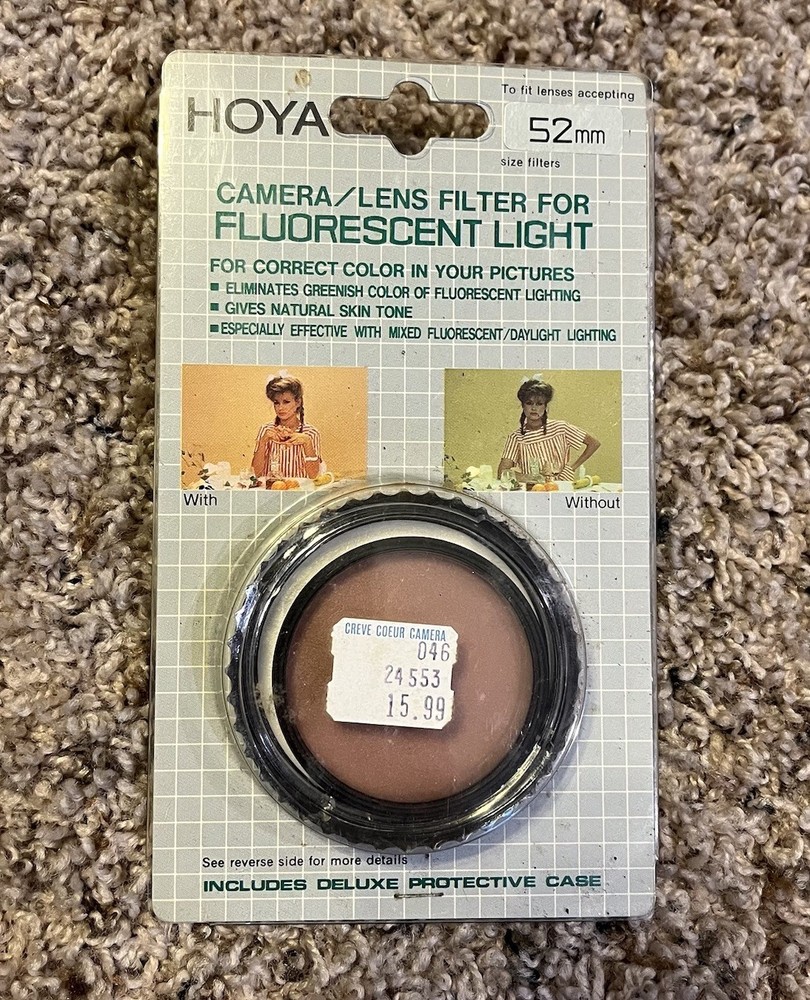 To fit lenses accepting
HOYA
52mm
size filters
CAMERA/LENS FILTER FOR
FLUORESCENT LIGHT
FOR CORRECT COLOR IN YOUR PICTURES
■ ELIMINATES GREENISH COLOR OF FLUORESCENT LIGHTING
■ GIVES NATURAL SKIN TONE
■ ESPECIALLY EFFECTIVE WITH MIXED FLUORESCENT/DAYLIGHT LIGHTING
With
Without
CREVE COEUR CAMERA
046
24553
15.99
See reverse side for more details
INCLUDES DELUXE PROTECTIVE CASE